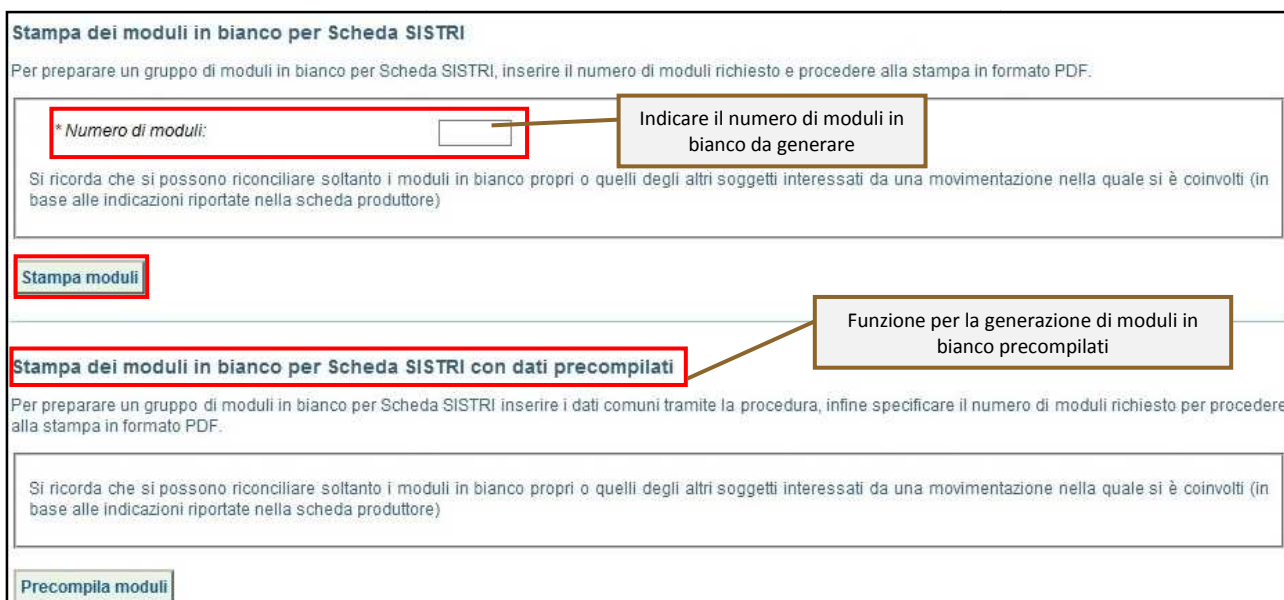 Stampa dei moduli in bianco per Scheda SISTRI
Per preparare un gruppo di moduli in bianco per Scheda SISTRI, inserire il numero di moduli richiesto e procedere alla stampa in formato PDF.
* Numero di moduli:
Indicare il numero di moduli in
bianco da generare
Si ricorda che si possono riconciliare soltanto i moduli in bianco propri o quelli degli altri soggetti interessati da una movimentazione nella quale si è coinvolti (in
base alle indicazioni riportate nella scheda produttore)
Stampa moduli
Funzione per la generazione di moduli in
bianco precompilati
Stampa dei moduli in bianco per Scheda SISTRI con dati precompilati
Per preparare un gruppo di moduli in bianco per Scheda SISTRI inserire i dati comuni tramite la procedura, infine specificare il numero di moduli richiesto per procedere
alla stampa in formato PDF.
Si ricorda che si possono riconciliare soltanto i moduli in bianco propri o quelli degli altri soggetti interessati da una movimentazione nella quale si è coinvolti (in
base alle indicazioni riportate nella scheda produttore)
Precompila moduli